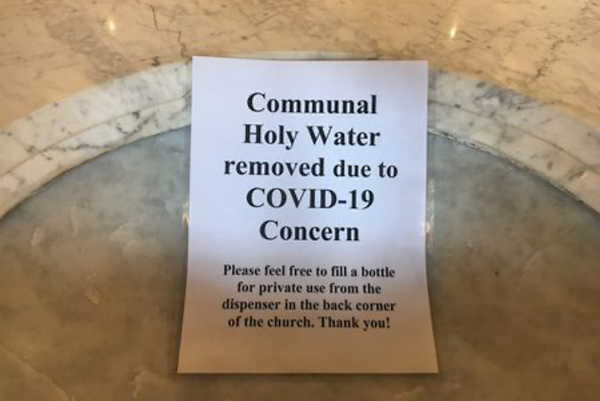 Communal
Holy Water
removed due to
COVID-19
Concern
Please feel free to fill a bottle
for private use from the
dispenser in the back corner
of the church. Thank you!